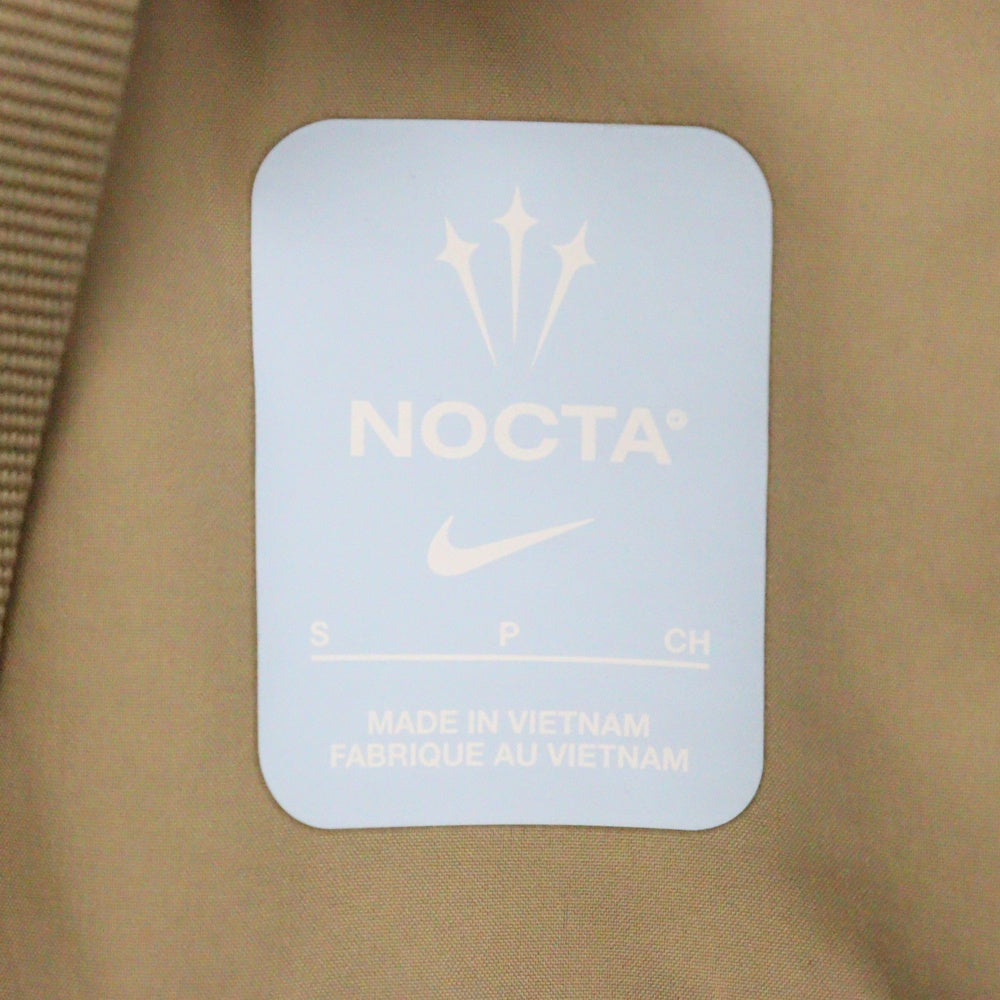 NOCTA
S P CH
MADE IN VIETNAM
FABRIQUE AU VIETNAM